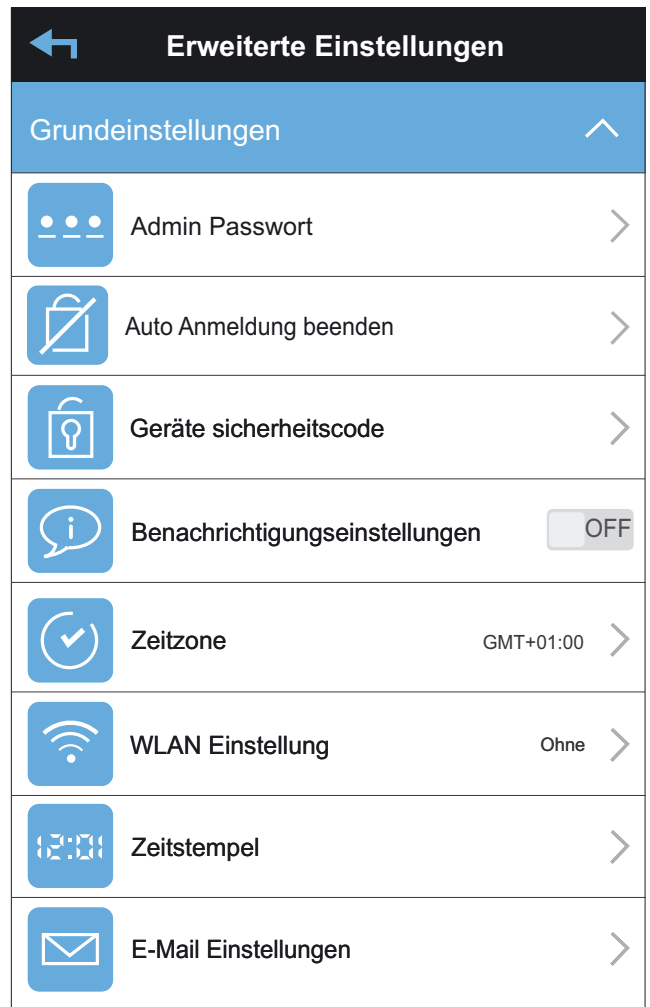 Erweiterte Einstellungen
Grundeinstellungen
Admin Passwort
Auto Anmeldung beenden
Geräte sicherheitscode
Benachrichtigungseinstellungen OFF
Zeitzone GMT+01:00
WLAN Einstellung Ohne
12:01 Zeitstempel
E-Mail Einstellungen